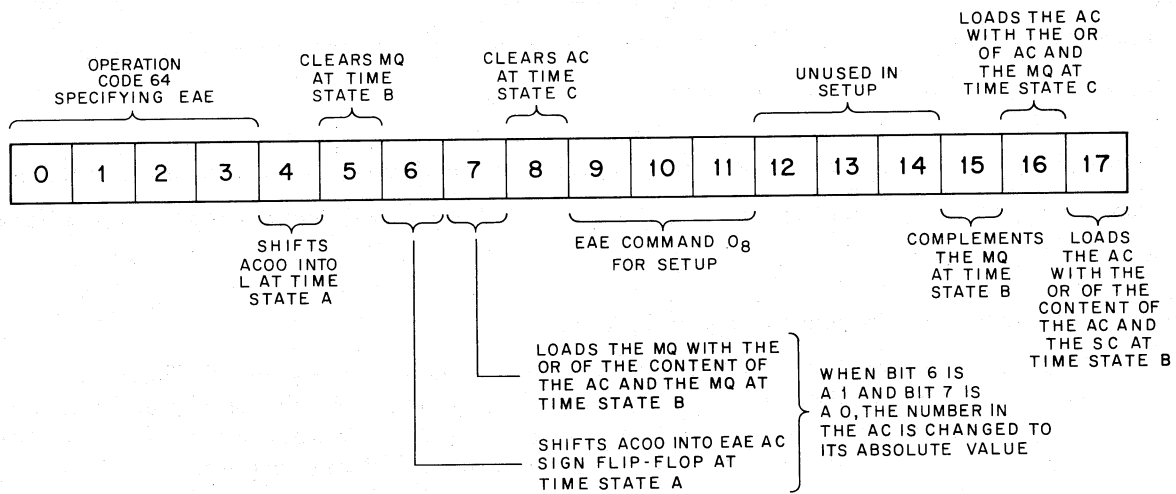 OPERATION
CODE 64
SPECIFYING EAE
CLEARS MQ
AT TIME
STATE B
CLEARS AC
AT TIME
STATE C
UNUSED IN
SETUP
LOADS THE AC
WITH THE OR
OF AC AND
THE MQ AT
TIME STATE C
0 1 2 3 4 5 6 7 8 9 10 11 12 13 14 15 16 17
SHIFTS
ACOO INTO
L AT TIME
STATE A
EAE COMMAND O8
FOR SETUP
COMPLEMENTS
THE MQ
AT TIME
STATE B
LOADS
THE AC
WITH THE
OR OF THE
CONTENT OF
THE AC AND
THE SC AT
TIME STATE B
LOADS THE MQ WITH THE
OR OF THE CONTENT OF
THE AC AND THE MQ AT
TIME STATE B
SHIFTS ACOO INTO EAE AC
SIGN FLIP-FLOP AT
TIME STATE A
WHEN BIT 6 IS
A 1 AND BIT 7 IS
A 0, THE NUMBER IN
THE AC IS CHANGED TO
ITS ABSOLUTE VALUE